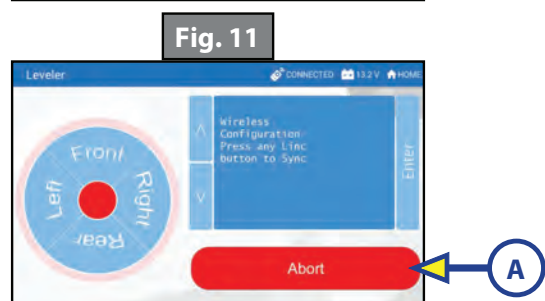 Fig. 11
Leveler
CONNECTED 13.2 V HOME
Front
Left
Right
Rear
˄
˅
Wireless
Configuration
Press any Linc
button to Sync
Enter
Abort
A